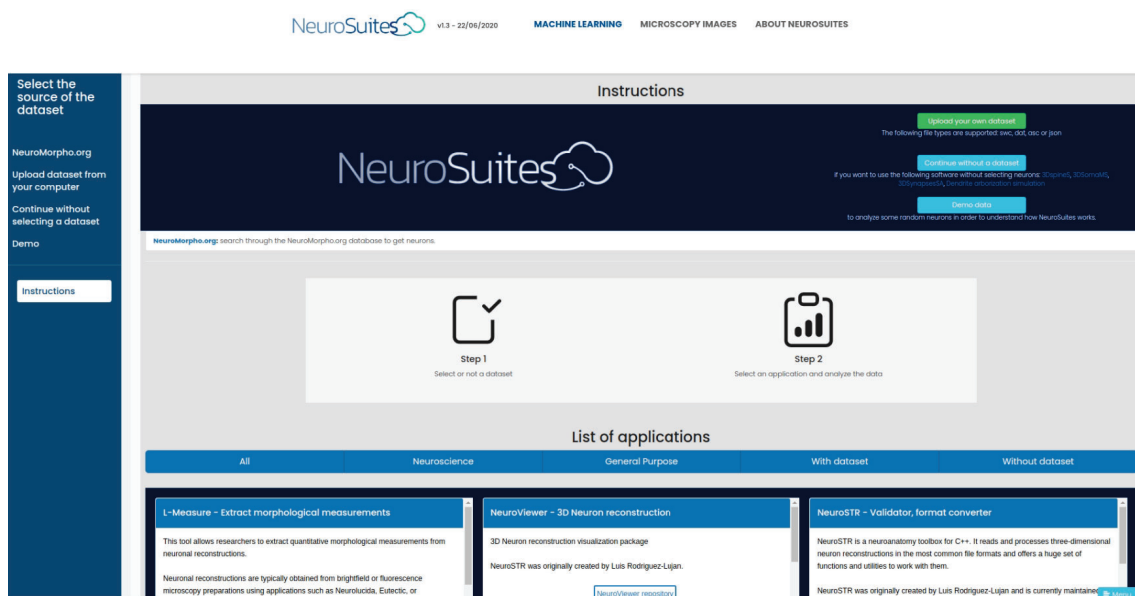 NeuroSuites v1.3 - 22/06/2020 MACHINE LEARNING MICROSCOPY IMAGES ABOUT NEUROSUITES
Select the
source of the
dataset
NeuroMorpho.org
Upload dataset from
your computer
Continue without
selecting a dataset
Demo
Instructions
Instructions
NeuroSuites
Upload your own dataset
The following file types are supported: swc, dat, asc or json
Continue without a dataset
if you want to use the following software without selecting neurons: 3DspineS, 3DSomaMS,
3DSynapsesSA, Dendrite arborization simulation
Demo data
to analyze some random neurons in order to understand how NeuroSuites works.
NeuroMorpho.org: search through the NeuroMorpho.org database to get neurons.
Step 1
Select or not a dataset
Step 2
Select an application and analyze the data
List of applications
All Neuroscience General Purpose With dataset Without dataset
L-Measure - Extract morphological measurements
This tool allows researchers to extract quantitative morphological measurements from
neuronal reconstructions.
Neuronal reconstructions are typically obtained from brightfield or fluorescence
microscopy preparations using applications such as Neurolucida, Eutectic, or
NeuroViewer - 3D Neuron reconstruction
3D Neuron reconstruction visualization package
NeuroSTR was originally created by Luis Rodriguez-Lujan.
NeuroViewer repository
NeuroSTR - Validator, format converter
NeuroSTR is a neuroanatomy toolbox for C++. It reads and processes three-dimensional
neuron reconstructions in the most common file formats and offers a huge set of
functions and utilities to work with them.
NeuroSTR was originally created by Luis Rodriguez-Lujan and is currently maintained
Menu